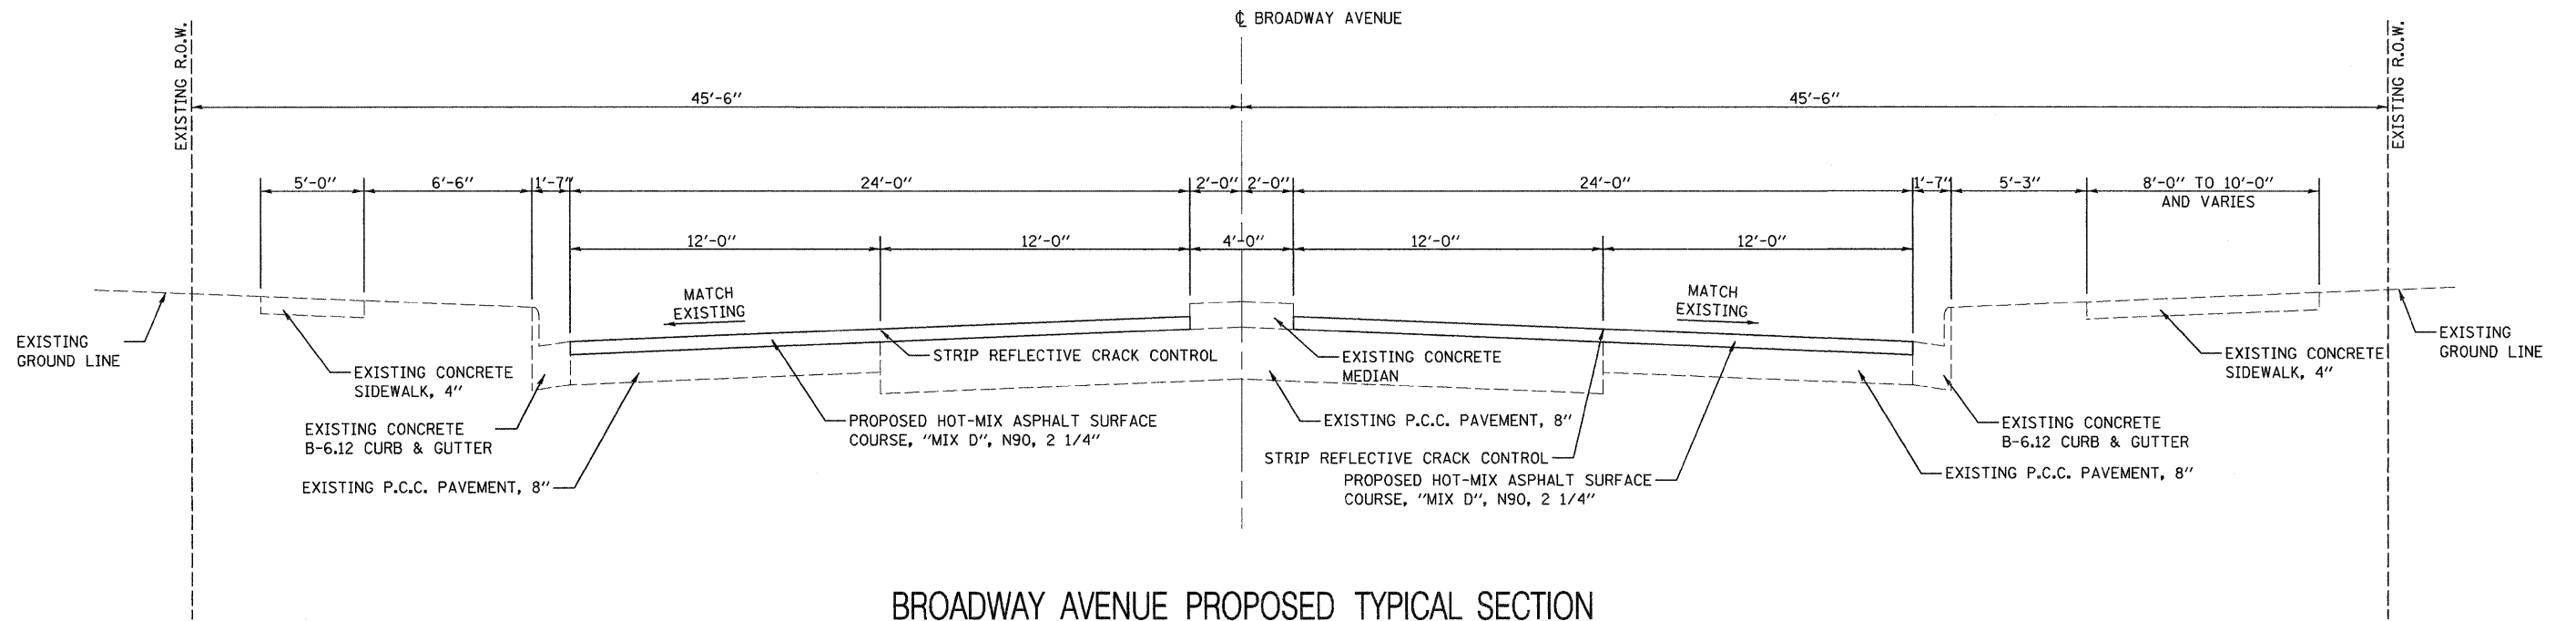 ℄ BROADWAY AVENUE
EXISTING R.O.W.
EXISTING R.O.W.
45'-6"
45'-6"
5'-0"
6'-6"
1'-7"
24'-0"
2'-0"
2'-0"
24'-0"
1'-7"
5'-3"
8'-0" TO 10'-0"
AND VARIES
12'-0"
12'-0"
4'-0"
12'-0"
12'-0"
MATCH
EXISTING
MATCH
EXISTING
EXISTING
GROUND LINE
EXISTING CONCRETE
SIDEWALK, 4"
STRIP REFLECTIVE CRACK CONTROL
EXISTING CONCRETE
MEDIAN
EXISTING CONCRETE
SIDEWALK, 4"
EXISTING
GROUND LINE
EXISTING CONCRETE
B-6.12 CURB & GUTTER
PROPOSED HOT-MIX ASPHALT SURFACE
COURSE, "MIX D", N90, 2 1/4"
EXISTING P.C.C. PAVEMENT, 8"
EXISTING CONCRETE
B-6.12 CURB & GUTTER
EXISTING P.C.C. PAVEMENT, 8"
STRIP REFLECTIVE CRACK CONTROL
PROPOSED HOT-MIX ASPHALT SURFACE
COURSE, "MIX D", N90, 2 1/4"
EXISTING P.C.C. PAVEMENT, 8"
BROADWAY AVENUE PROPOSED TYPICAL SECTION